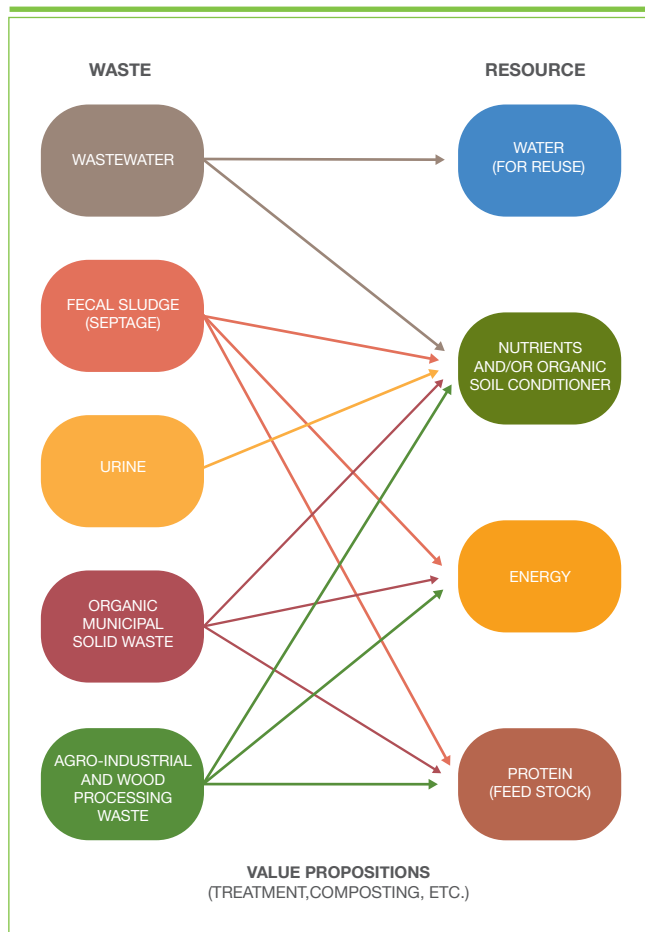 WASTE
RESOURCE
WASTEWATER
WATER
(FOR REUSE)
FECAL SLUDGE
(SEPTAGE)
NUTRIENTS
AND/OR ORGANIC
SOIL CONDITIONER
URINE
ENERGY
ORGANIC
MUNICIPAL
SOLID WASTE
AGRO-INDUSTRIAL
AND WOOD
PROCESSING
WASTE
PROTEIN
(FEED STOCK)
VALUE PROPOSITIONS
(TREATMENT,COMPOSTING, ETC.)